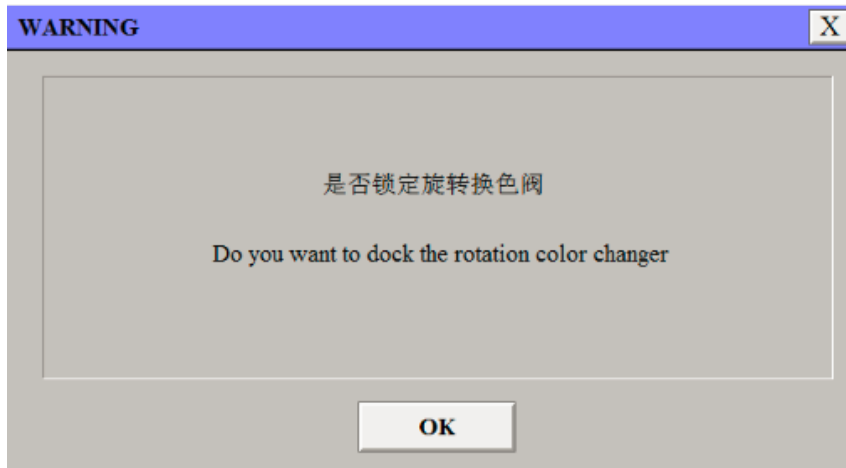 WARNING
X
是否锁定旋转换色阀
Do you want to dock the rotation color changer
OK